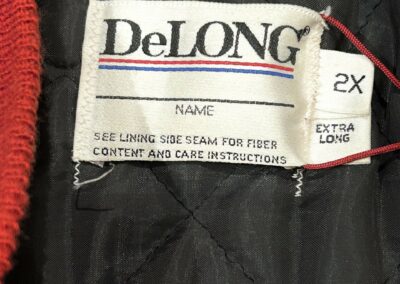 DeLONG®
NAME
SEE LINING SIDE SEAM FOR FIBER
CONTENT AND CARE INSTRUCTIONS
2X
EXTRA
LONG